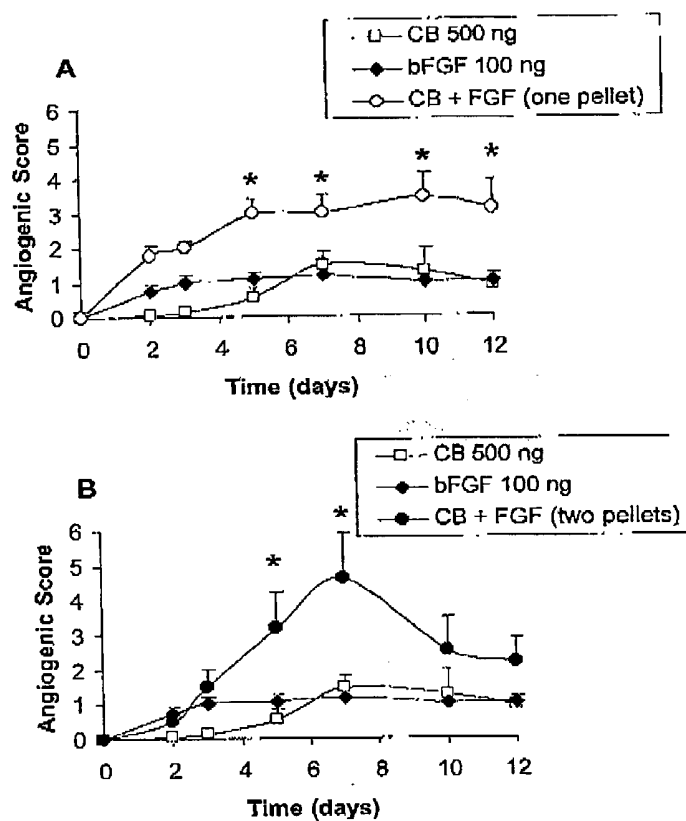 CB 500 ng
bFGF 100 ng
CB + FGF (one pellet)
A
Angiogenic Score
6
5
4
3
2
1
0
* * * *
0 2 4 6 8 10 12
Time (days)
CB 500 ng
bFGF 100 ng
CB + FGF (two pellets)
B
Angiogenic Score
6
5
4
3
2
1
0
* *
0 2 4 6 8 10 12
Time (days)